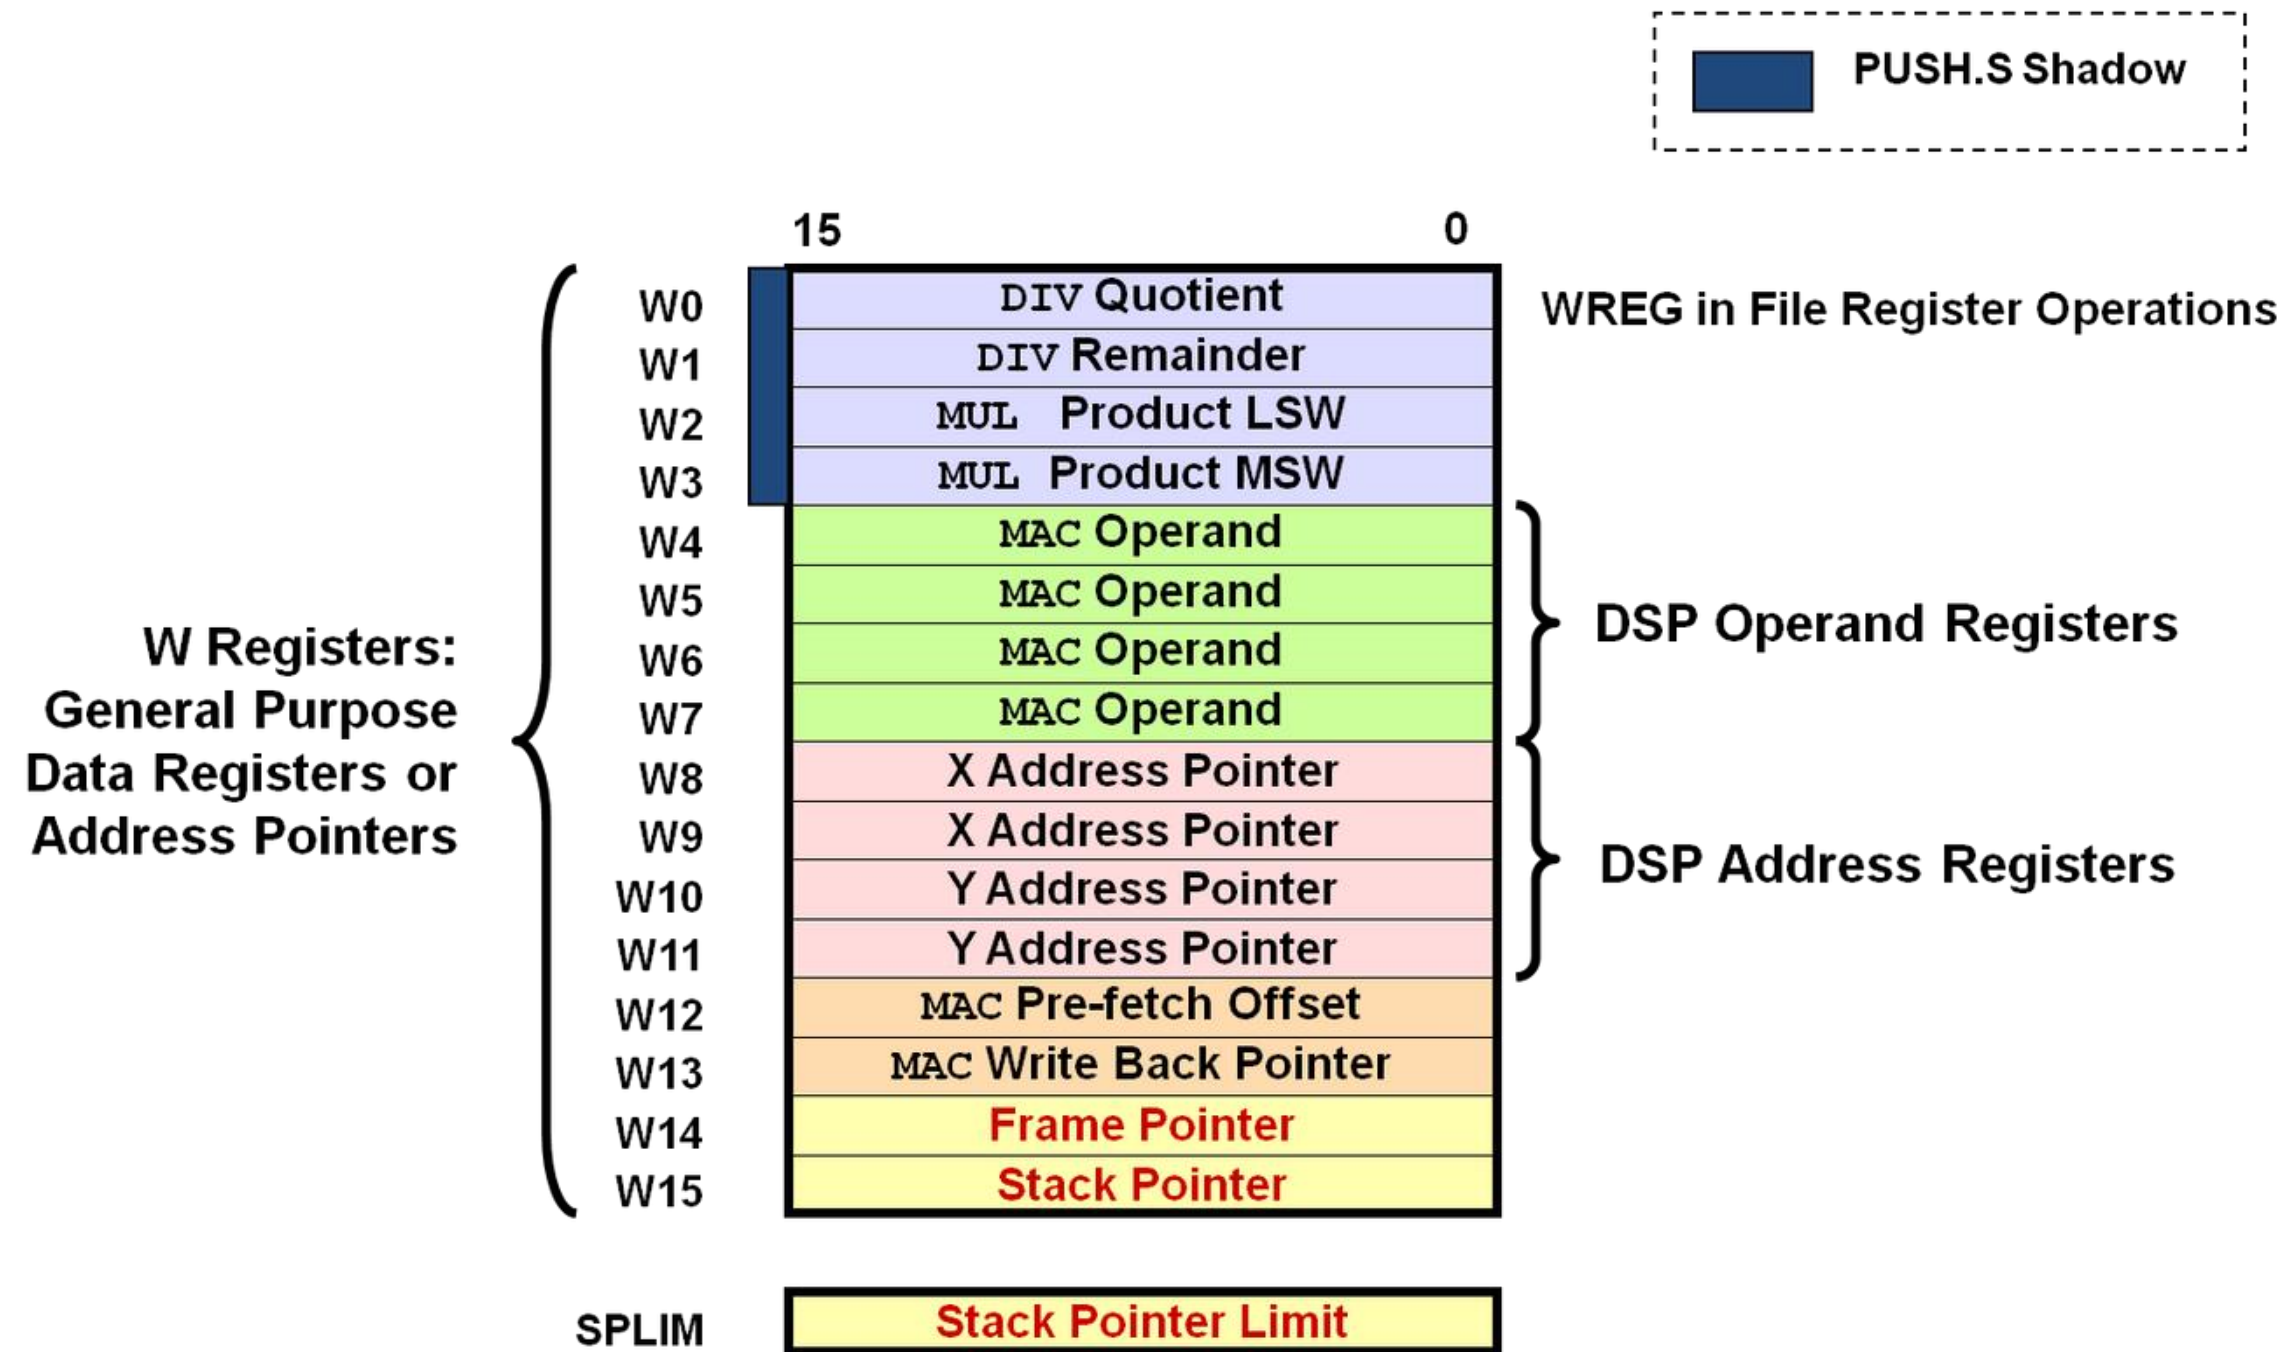 PUSH.S Shadow
15 0
W0 DIV Quotient WREG in File Register Operations
W1 DIV Remainder
W2 MUL Product LSW
W3 MUL Product MSW
W4 MAC Operand
W5 MAC Operand
W6 MAC Operand
W7 MAC Operand
DSP Operand Registers
W Registers:
General Purpose
Data Registers or
Address Pointers
W8 X Address Pointer
W9 X Address Pointer
W10 Y Address Pointer
W11 Y Address Pointer
DSP Address Registers
W12 MAC Pre-fetch Offset
W13 MAC Write Back Pointer
W14 Frame Pointer
W15 Stack Pointer
SPLIM Stack Pointer Limit